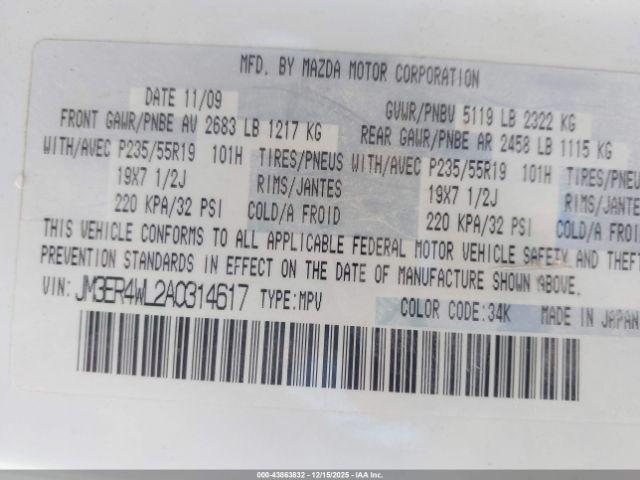 MFD. BY MAZDA MOTOR CORPORATION
DATE 11/09 GVWR/PNBV 5119 LB 2322 KG
FRONT GAWR/PNBE AV 2683 LB 1217 KG REAR GAWR/PNBE AR 2458 LB 1115 KG
WITH/AVEC P235/55R19 101H TIRES/PNEUS WITH/AVEC P235/55R19 101H TIRES/PNEUS
19X7 1/2J RIMS/JANTES 19X7 1/2J RIMS/JANTES
220 KPA/32 PSI COLD/A FROID 220 KPA/32 PSI COLD/A FROID
THIS VEHICLE CONFORMS TO ALL APPLICABLE FEDERAL MOTOR VEHICLE SAFETY AND THEFT
PREVENTION STANDARDS IN EFFECT ON THE DATE OF MANUFACTURE SHOWN ABOVE.
VIN: JM3ER4WL2A0314617 TYPE:MPV COLOR CODE:34K MADE IN JAPAN
000-43863832 - 12/15/2025 - IAA Inc.